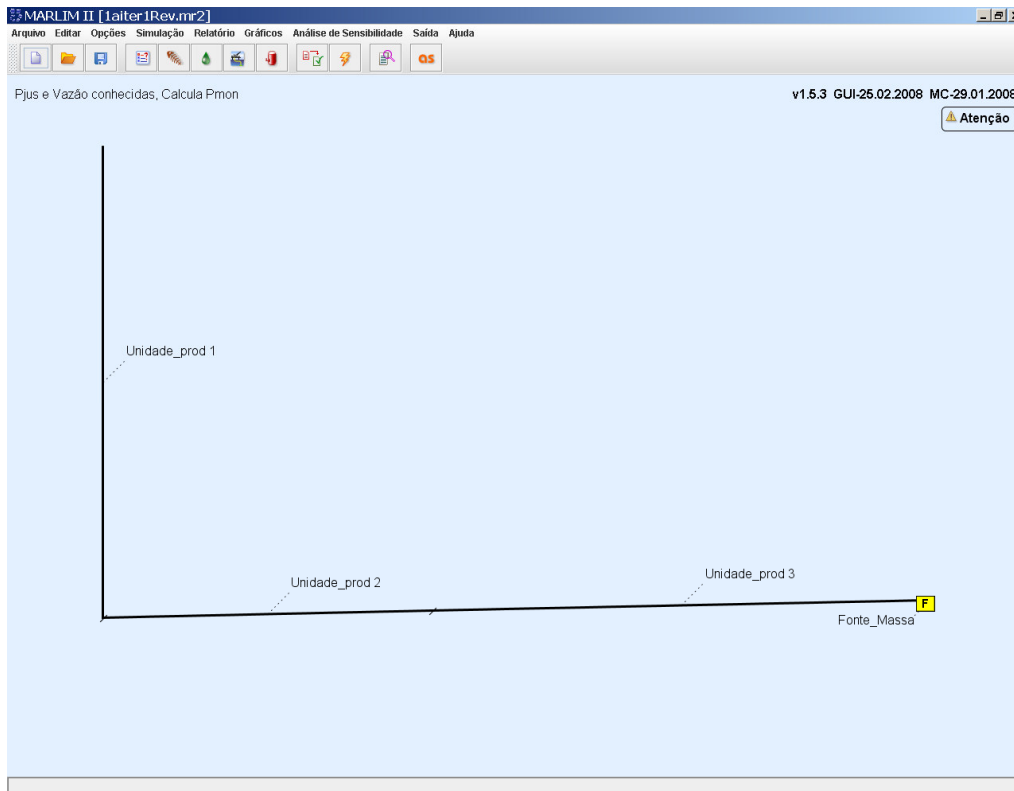 MARLIM II [1aiter1Rev.mr2]
Arquivo Editar Opções Simulação Relatório Gráficos Análise de Sensibilidade Saída Ajuda
as
Pjus e Vazão conhecidas, Calcula Pmon
v1.5.3 GUI-25.02.2008 MC-29.01.2008
Atenção
Unidade_prod 1
Unidade_prod 2
Unidade_prod 3
F
Fonte_Massa